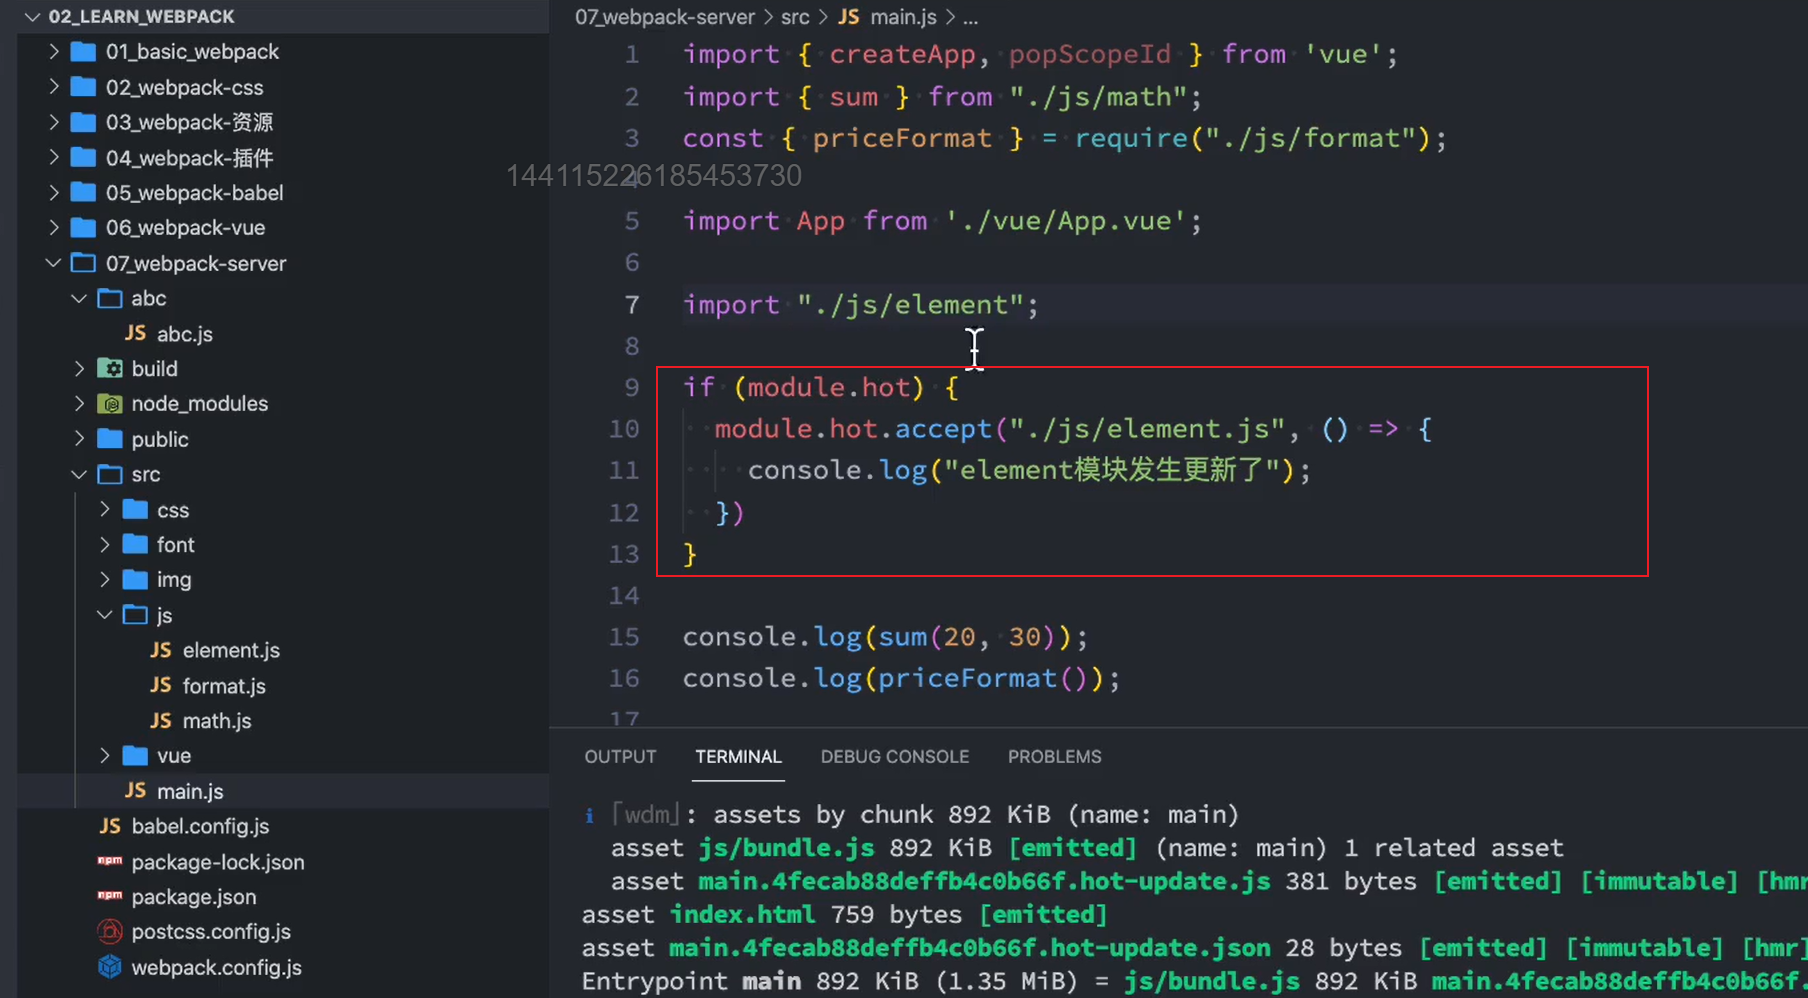 02_LEARN_WEBPACK
01_basic_webpack
02_webpack-css
03_webpack-资源
04_webpack-插件
05_webpack-babel
06_webpack-vue
07_webpack-server
abc
JS abc.js
build
node_modules
public
src
css
font
img
js
JS element.js
JS format.js
JS math.js
vue
JS main.js
JS babel.config.js
npm package-lock.json
npm package.json
postcss.config.js
webpack.config.js
07_webpack-server > src > JS main.js > ...
1 import { createApp, popScopeId } from 'vue';
2 import { sum } from "./js/math";
3 const { priceFormat } = require("./js/format");
144115226185453730
4
5 import App from './vue/App.vue';
6
7 import "./js/element";
8
9 if (module.hot) {
10 module.hot.accept("./js/element.js", () => {
11 console.log("element模块发生更新了");
12 })
13 }
14
15 console.log(sum(20, 30));
16 console.log(priceFormat());
17
OUTPUT TERMINAL DEBUG CONSOLE PROBLEMS
i ｢wdm｣: assets by chunk 892 KiB (name: main)
asset js/bundle.js 892 KiB [emitted] (name: main) 1 related asset
asset main.4fecab88deffb4c0b66f.hot-update.js 381 bytes [emitted] [immutable] [hmr
asset index.html 759 bytes [emitted]
asset main.4fecab88deffb4c0b66f.hot-update.json 28 bytes [emitted] [immutable] [hmr]
Entrypoint main 892 KiB (1.35 MiB) = js/bundle.js 892 KiB main.4fecab88deffb4c0b66f.